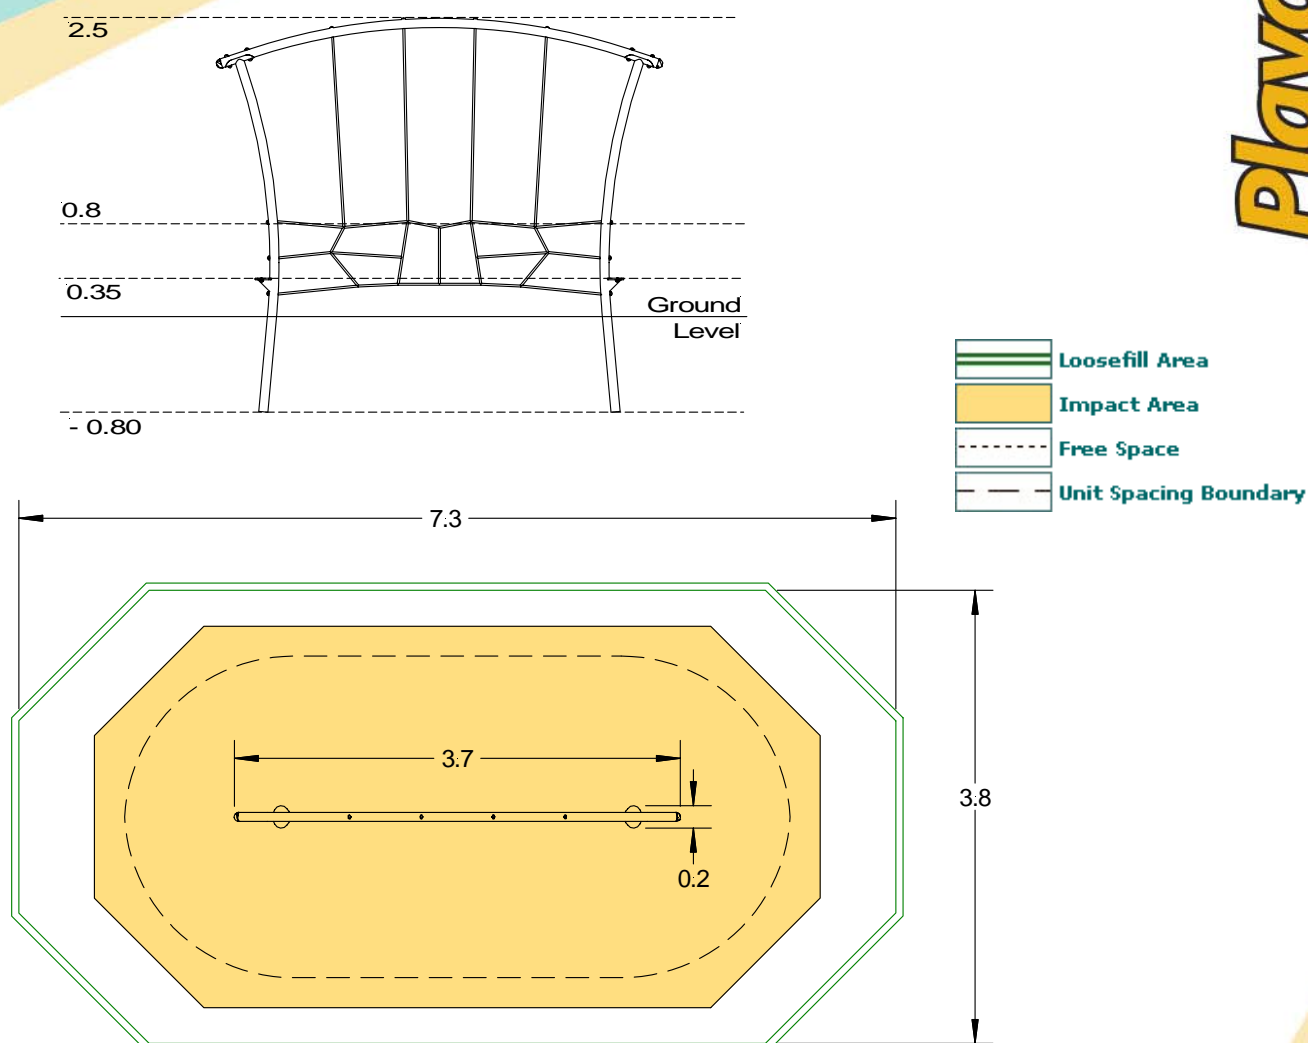 2.5
0.8
0.35
Ground
Level
- 0.80
Loosefill Area
Impact Area
Free Space
Unit Spacing Boundary
7.3
3.7
3.8
0.2